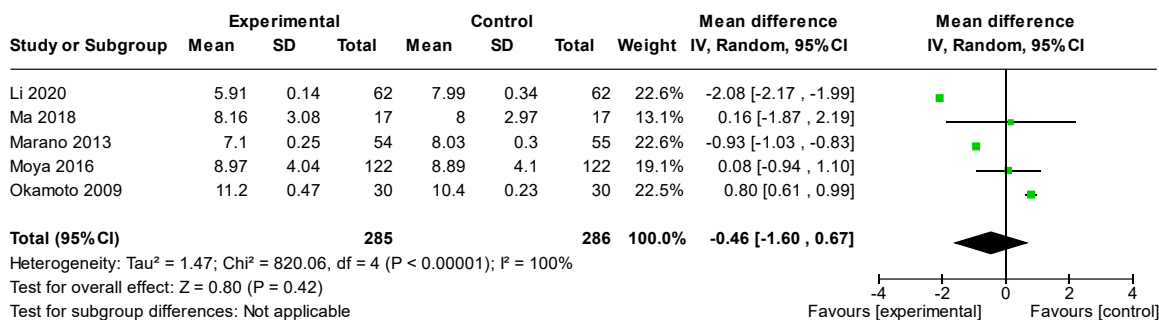 Experimental Control Mean difference Mean difference
Study or Subgroup Mean SD Total Mean SD Total Weight IV, Random, 95%CI IV, Random, 95%CI
Li 2020 5.91 0.14 62 7.99 0.34 62 22.6% -2.08 [-2.17 , -1.99]
Ma 2018 8.16 3.08 17 8 2.97 17 13.1% 0.16 [-1.87 , 2.19]
Marano 2013 7.1 0.25 54 8.03 0.3 55 22.6% -0.93 [-1.03 , -0.83]
Moya 2016 8.97 4.04 122 8.89 4.1 122 19.1% 0.08 [-0.94 , 1.10]
Okamoto 2009 11.2 0.47 30 10.4 0.23 30 22.5% 0.80 [0.61 , 0.99]
Total (95%CI) 285 286 100.0% -0.46 [-1.60 , 0.67]
Heterogeneity: Tau² = 1.47; Chi² = 820.06, df = 4 (P < 0.00001); I² = 100%
Test for overall effect: Z = 0.80 (P = 0.42)
-4 -2 0 2 4
Test for subgroup differences: Not applicable Favours [experimental] Favours [control]